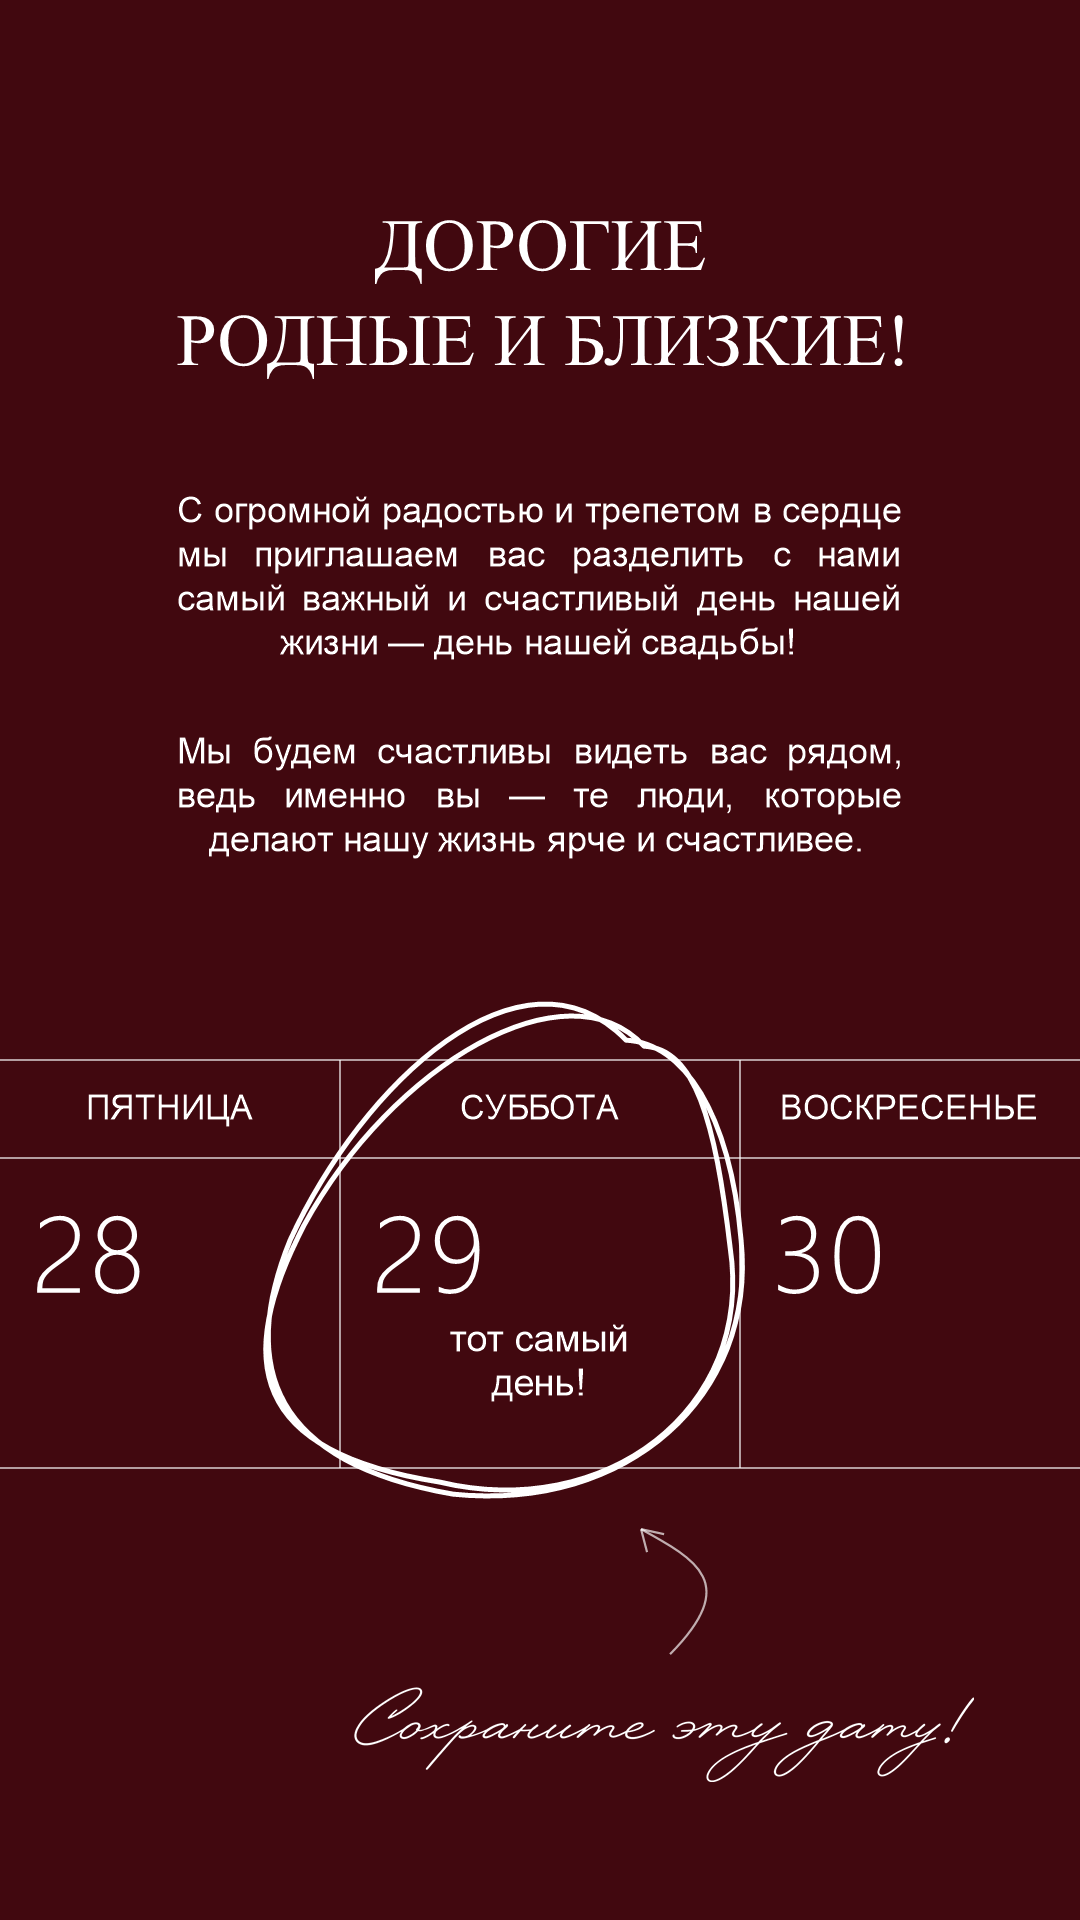 ДОРОГИЕ
РОДНЫЕ И БЛИЗКИЕ!
С огромной радостью и трепетом в сердце
мы приглашаем вас разделить с нами
самый важный и счастливый день нашей
жизни — день нашей свадьбы!
Мы будем счастливы видеть вас рядом,
ведь именно вы — те люди, которые
делают нашу жизнь ярче и счастливее.
ПЯТНИЦА СУББОТА ВОСКРЕСЕНЬЕ
28 29 30
тот самый
день!
Сохраните эту дату!